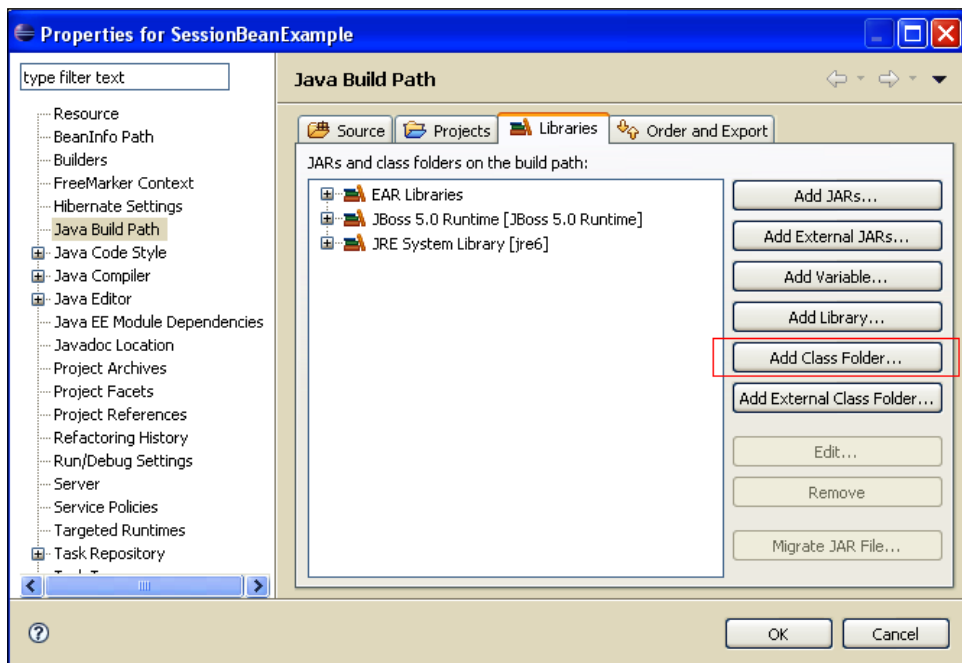 Properties for SessionBeanExample
type filter text
Java Build Path
Resource
BeanInfo Path
Builders
FreeMarker Context
Hibernate Settings
Java Build Path
Java Code Style
Java Compiler
Java Editor
Java EE Module Dependencies
Javadoc Location
Project Archives
Project Facets
Project References
Refactoring History
Run/Debug Settings
Server
Service Policies
Targeted Runtimes
Task Repository
Source
Projects
Libraries
Order and Export
JARs and class folders on the build path:
EAR Libraries
JBoss 5.0 Runtime [JBoss 5.0 Runtime]
JRE System Library [jre6]
Add JARs...
Add External JARs...
Add Variable...
Add Library...
Add Class Folder...
Add External Class Folder...
Edit...
Remove
Migrate JAR File...
OK
Cancel